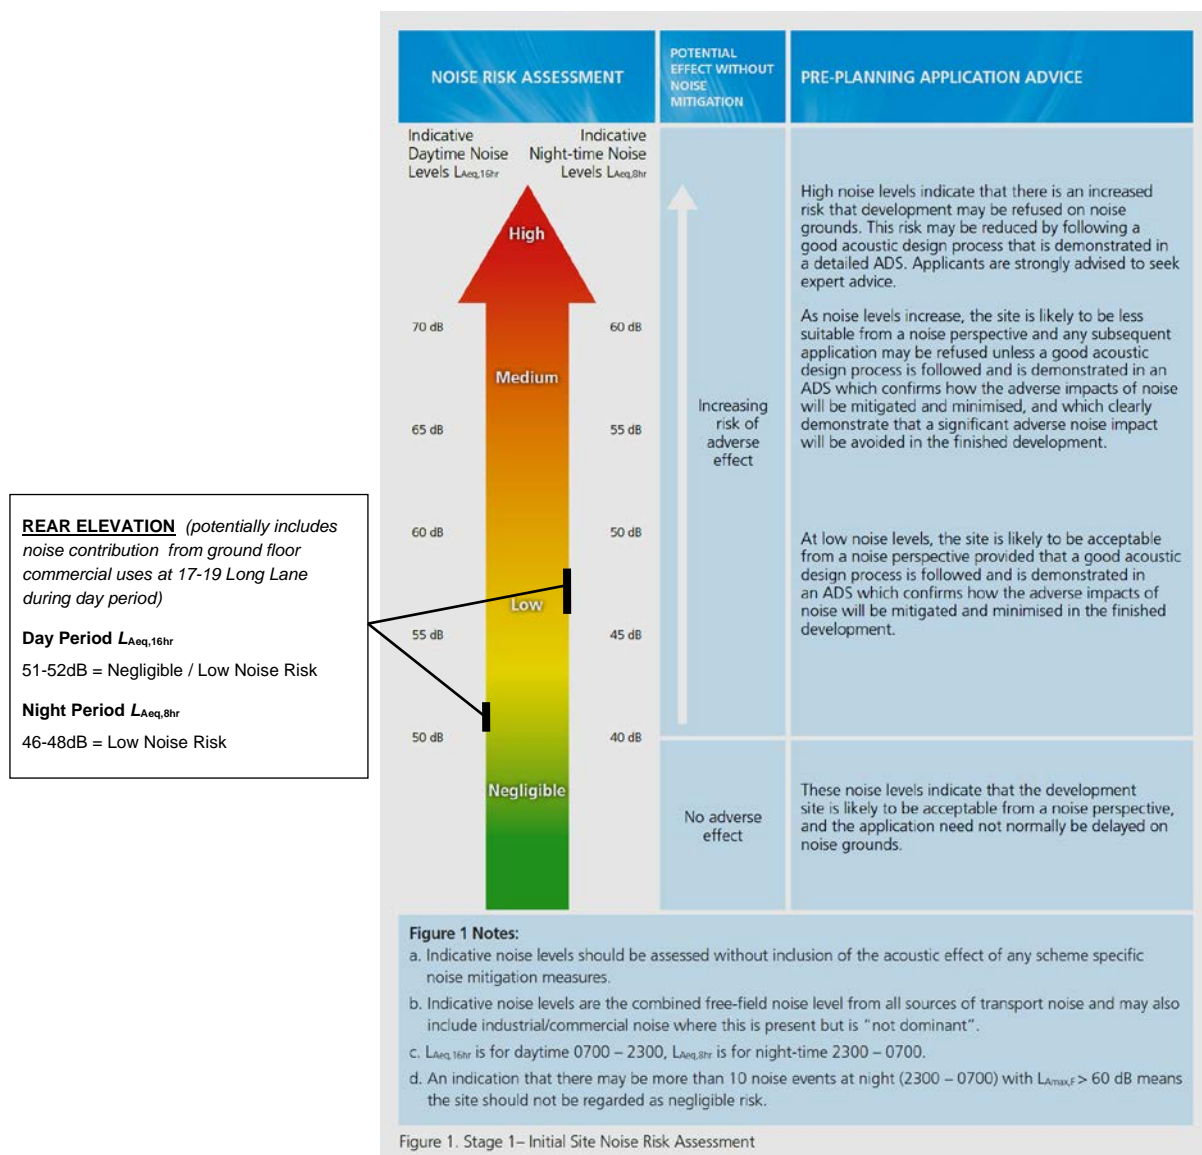 REAR ELEVATION (potentially includes
noise contribution from ground floor
commercial uses at 17-19 Long Lane
during day period)
Day Period LAeq,16hr
51-52dB = Negligible / Low Noise Risk
Night Period LAeq,8hr
46-48dB = Low Noise Risk
NOISE RISK ASSESSMENT
POTENTIAL
EFFECT WITHOUT
NOISE
MITIGATION
PRE-PLANNING APPLICATION ADVICE
Indicative
Daytime Noise
Levels LAeq,16hr
Indicative
Night-time Noise
Levels LAeq,8hr
High
70 dB
60 dB
Medium
65 dB
55 dB
60 dB
50 dB
Low
55 dB
45 dB
50 dB
40 dB
Negligible
Increasing
risk of
adverse
effect
No adverse
effect
High noise levels indicate that there is an increased
risk that development may be refused on noise
grounds. This risk may be reduced by following a
good acoustic design process that is demonstrated in
a detailed ADS. Applicants are strongly advised to seek
expert advice.
As noise levels increase, the site is likely to be less
suitable from a noise perspective and any subsequent
application may be refused unless a good acoustic
design process is followed and is demonstrated in an
ADS which confirms how the adverse impacts of noise
will be mitigated and minimised, and which clearly
demonstrate that a significant adverse noise impact
will be avoided in the finished development.
At low noise levels, the site is likely to be acceptable
from a noise perspective provided that a good acoustic
design process is followed and is demonstrated in
an ADS which confirms how the adverse impacts of
noise will be mitigated and minimised in the finished
development.
These noise levels indicate that the development
site is likely to be acceptable from a noise perspective,
and the application need not normally be delayed on
noise grounds.
Figure 1 Notes:
a. Indicative noise levels should be assessed without inclusion of the acoustic effect of any scheme specific
noise mitigation measures.
b. Indicative noise levels are the combined free-field noise level from all sources of transport noise and may also
include industrial/commercial noise where this is present but is “not dominant”.
c. LAeq,16hr is for daytime 0700 – 2300, LAeq,8hr is for night-time 2300 – 0700.
d. An indication that there may be more than 10 noise events at night (2300 – 0700) with LAmax,F > 60 dB means
the site should not be regarded as negligible risk.
Figure 1. Stage 1– Initial Site Noise Risk Assessment